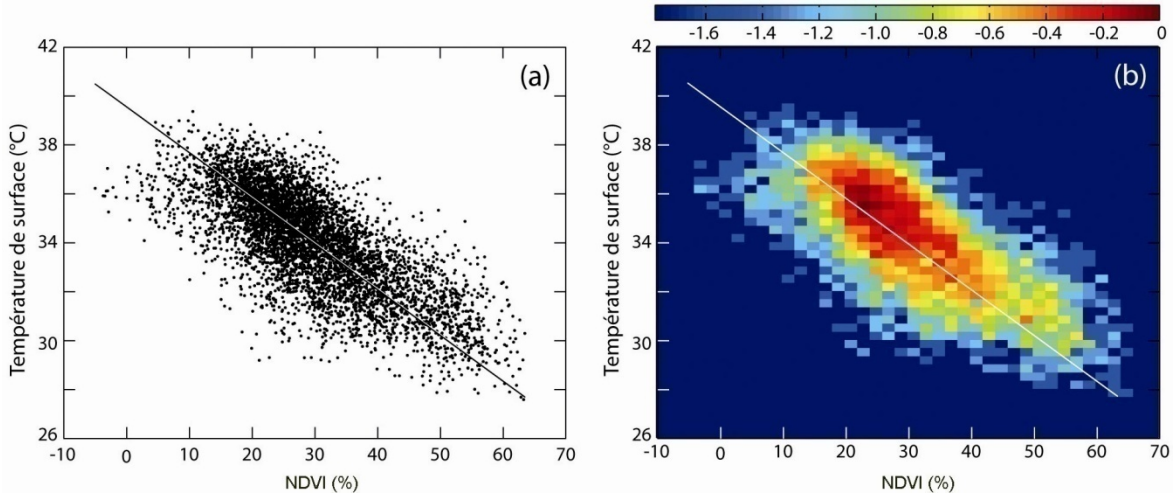 -1.6 -1.4 -1.2 -1.0 -0.8 -0.6 -0.4 -0.2 0
42
38
34
30
26
Température de surface (°C)
(a)
-10 0 10 20 30 40 50 60 70
NDVI (%)
42
38
34
30
26
Température de surface (°C)
(b)
-10 0 10 20 30 40 50 60 70
NDVI (%)